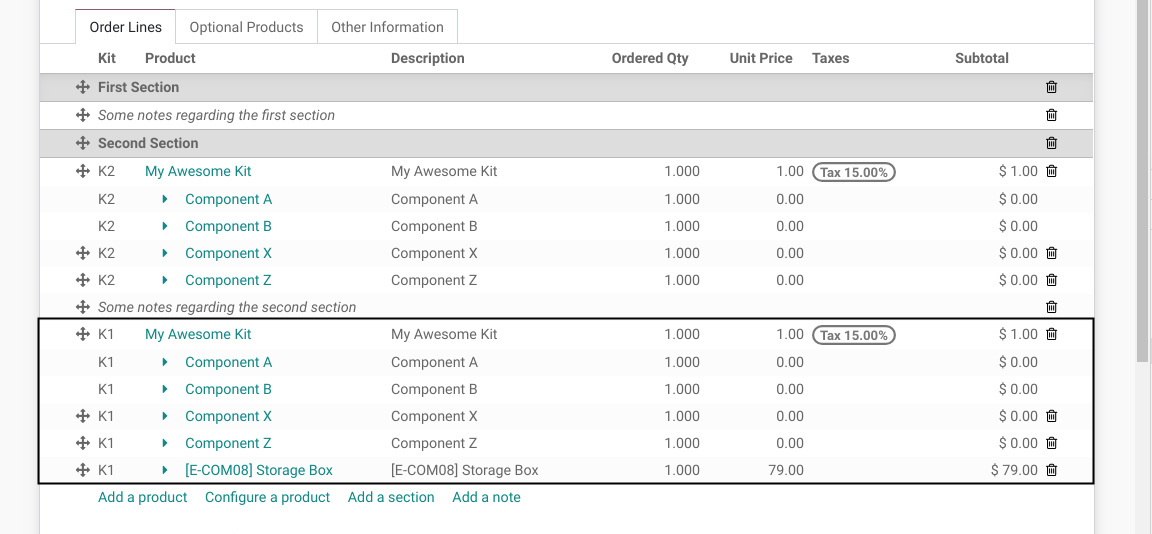 Order Lines Optional Products Other Information
Kit Product Description Ordered Qty Unit Price Taxes Subtotal
First Section
Some notes regarding the first section
Second Section
K2 My Awesome Kit My Awesome Kit 1.000 1.00 Tax 15.00% $ 1.00
K2 Component A Component A 1.000 0.00 $ 0.00
K2 Component B Component B 1.000 0.00 $ 0.00
K2 Component X Component X 1.000 0.00 $ 0.00
K2 Component Z Component Z 1.000 0.00 $ 0.00
Some notes regarding the second section
K1 My Awesome Kit My Awesome Kit 1.000 1.00 Tax 15.00% $ 1.00
K1 Component A Component A 1.000 0.00 $ 0.00
K1 Component B Component B 1.000 0.00 $ 0.00
K1 Component X Component X 1.000 0.00 $ 0.00
K1 Component Z Component Z 1.000 0.00 $ 0.00
K1 [E-COM08] Storage Box [E-COM08] Storage Box 1.000 79.00 $ 79.00
Add a product Configure a product Add a section Add a note